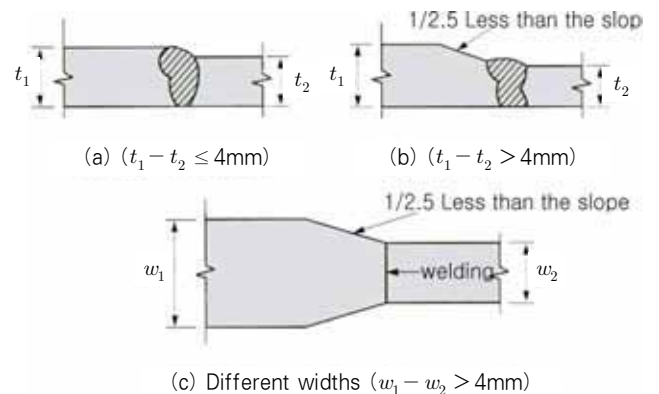 1/2.5 Less than the slop
t₁
t₂
t₁
t₂
(a) (t₁ − t₂ ≤ 4mm)
(b) (t₁ − t₂ > 4mm)
1/2.5 Less than the slope
w₁
welding
w₂
(c) Different widths (w₁ − w₂ > 4mm)